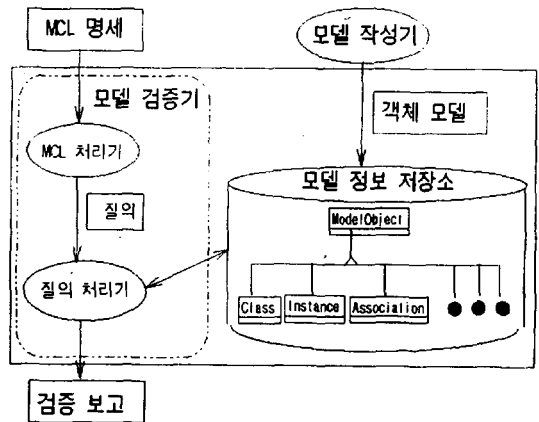 MCL 명세
모델 작성기
모델 검증기
객체 모델
MCL 처리기
모델 정보 저장소
질의
ModelObject
질의 처리기
Class
Instance
Association
검증 보고